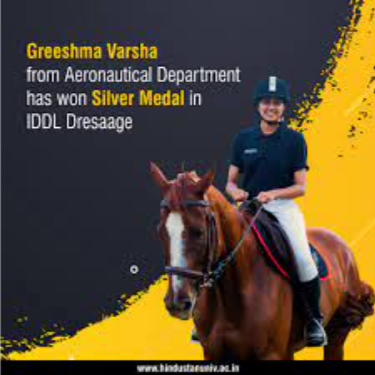 Greeshma Varsha
from Aeronautical Department
has won Silver Medal in
IDDL Dresaage
www.hindustanuniv.ac.in